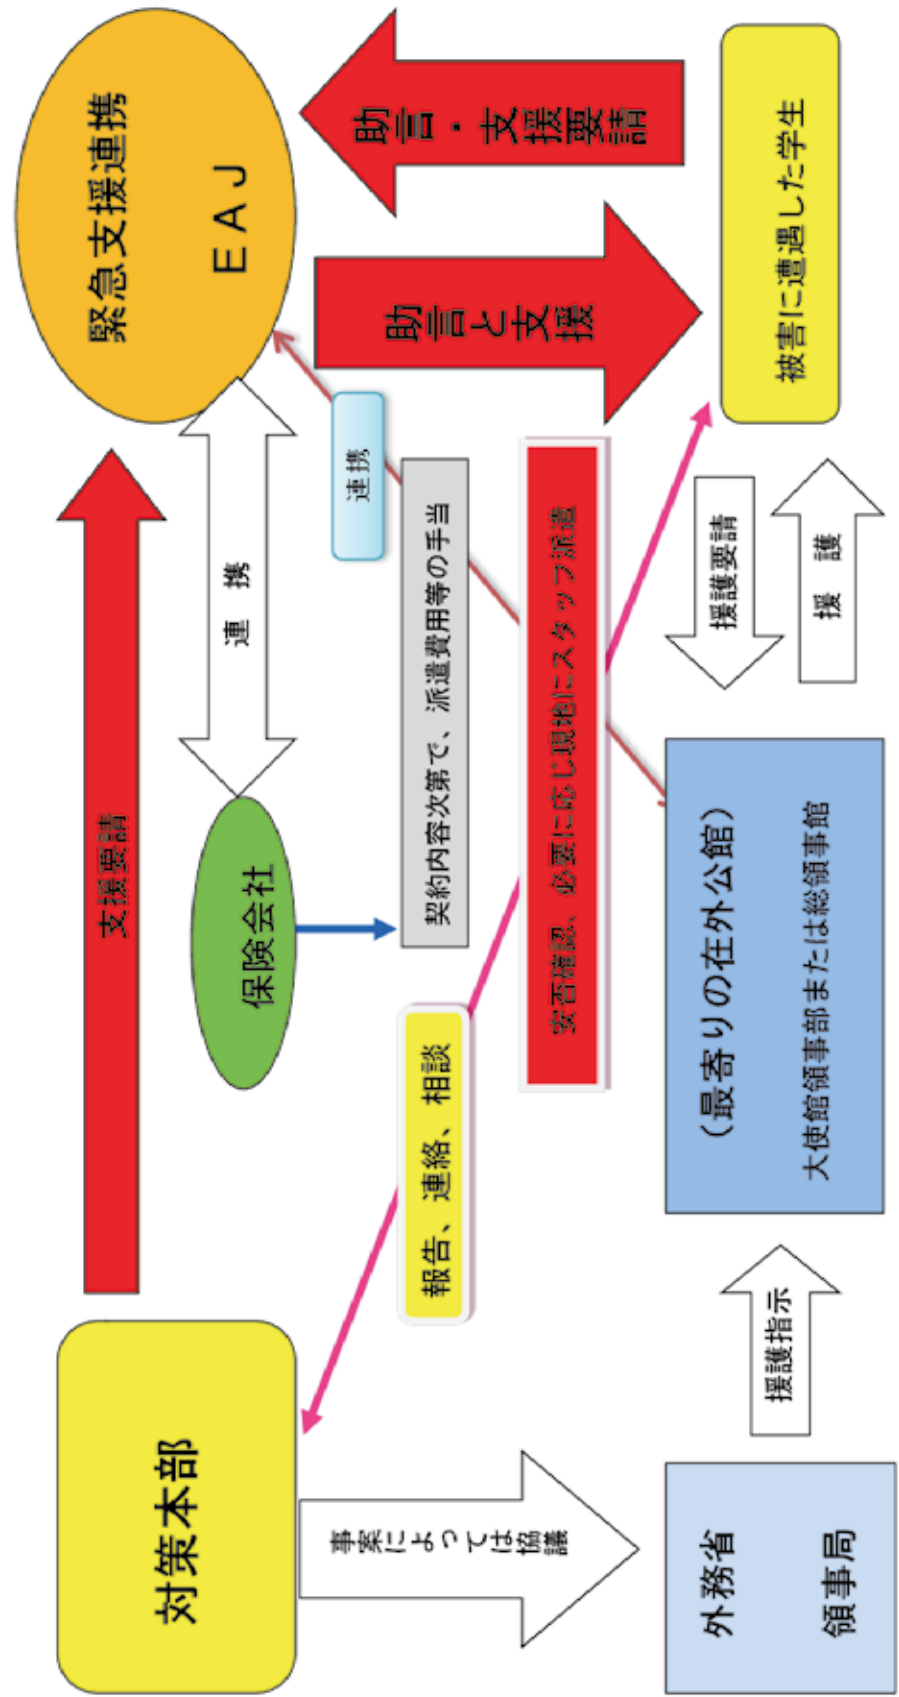 対策本部
支援要請
緊急支援連携
EAJ
保険会社
連 携
助言・支援要請
助言と支援
連携
契約内容次第で、派遣費用等の手当
報告、連絡、相談
安否確認、必要に応じ現地にスタッフ派遣
事案によっては協議
被害に遭遇した学生
援護要請
援 護
(最寄りの在外公館)
大使館領事部または総領事館
援護指示
外務省
領事局